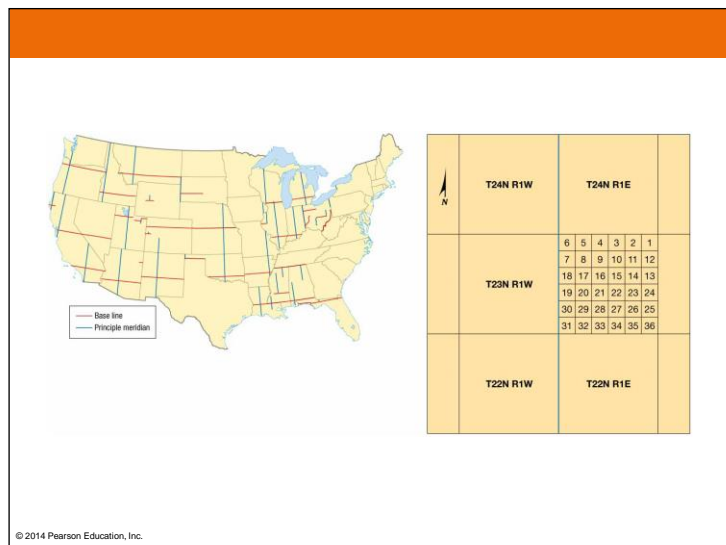 Base line
Principle meridian
N
T24N R1W
T24N R1E
T23N R1W
6 5 4 3 2 1
7 8 9 10 11 12
18 17 16 15 14 13
19 20 21 22 23 24
30 29 28 27 26 25
31 32 33 34 35 36
T22N R1W
T22N R1E
© 2014 Pearson Education, Inc.